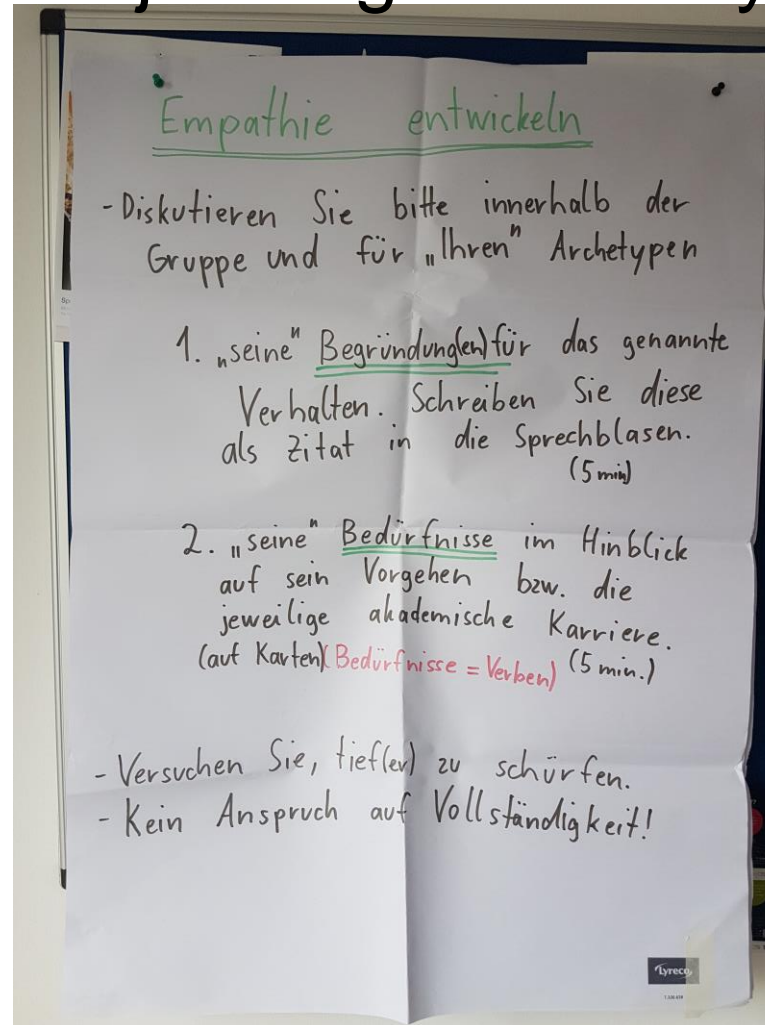 Empathie entwickeln
- Diskutieren Sie bitte innerhalb der
Gruppe und für „Ihren" Archetypen
1. „seine" Begründung(en) für das genannte
Verhalten. Schreiben Sie diese
als Zitat in die Sprechblasen.
(5 min)
2. „seine" Bedürfnisse im Hinblick
auf sein Vorgehen bzw. die
jeweilige akademische Karriere.
(auf Karten) (Bedürfnisse = Verben) (5 min.)
- Versuchen Sie, tief(er) zu schürfen.
- Kein Anspruch auf Vollständigkeit!
Lyreco